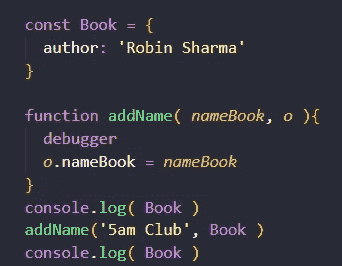 const Book = {
  author: 'Robin Sharma'
}
function addName( nameBook, o ){
  debugger
  o.nameBook = nameBook
}
console.log( Book )
addName('5am Club', Book )
console.log( Book )